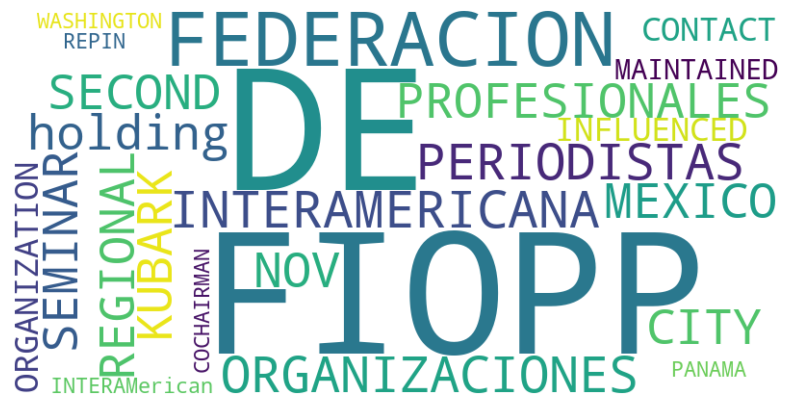 WASHINGTON
REPIN
FEDERACION
CONTACT
MAINTAINED
SECOND
DE
PROFESIONALES
holding
INFLUENCED
PERIODISTAS
ORGANIZATION
SEMINAR
REGIONAL
KUBARK
INTERAMERICANA
MEXICO
COCHAIRMAN
FIOPP
NOV
CITY
INTERAMerican
ORGANIZACIONES
PANAMA